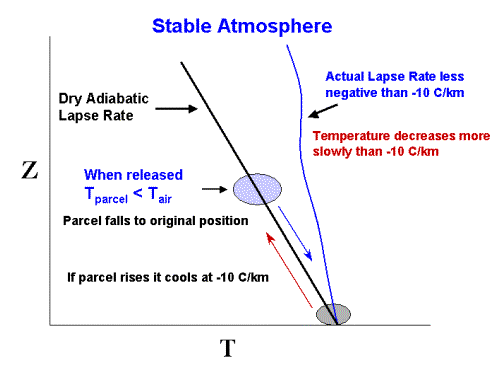 Stable Atmosphere
Actual Lapse Rate less
negative than -10 C/km
Dry Adiabatic
Lapse Rate
Temperature decreases more
slowly than -10 C/km
Z
When released
Tparcel < Tair
Parcel falls to original position
If parcel rises it cools at -10 C/km
T